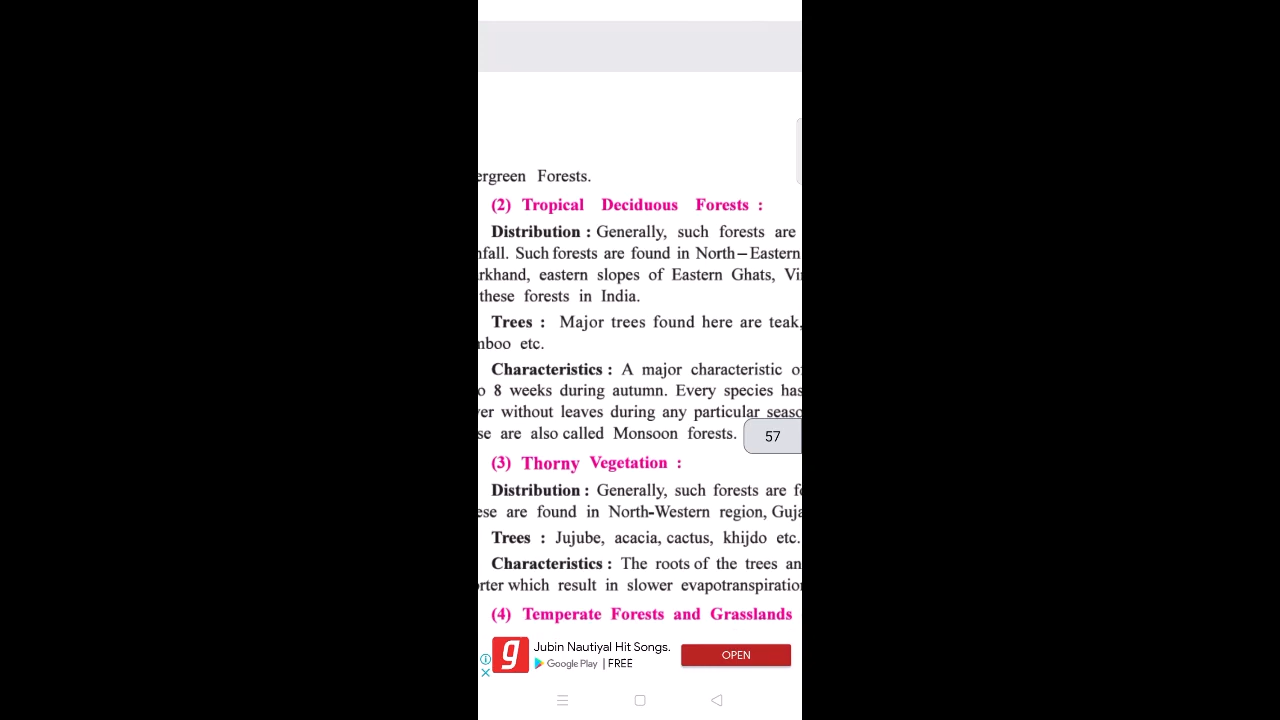 ergreen Forests.
(2) Tropical Deciduous Forests :
Distribution : Generally, such forests are
nfall. Such forests are found in North–Eastern
rkhand, eastern slopes of Eastern Ghats, Vi
these forests in India.
Trees : Major trees found here are teak,
mboo etc.
Characteristics : A major characteristic o
o 8 weeks during autumn. Every species has
ver without leaves during any particular seaso
se are also called Monsoon forests.
57
(3) Thorny Vegetation :
Distribution : Generally, such forests are fo
ese are found in North-Western region, Guja
Trees : Jujube, acacia, cactus, khijdo etc.
Characteristics : The roots of the trees an
orter which result in slower evapotranspiration
(4) Temperate Forests and Grasslands
g
Jubin Nautiyal Hit Songs.
Google Play | FREE
OPEN